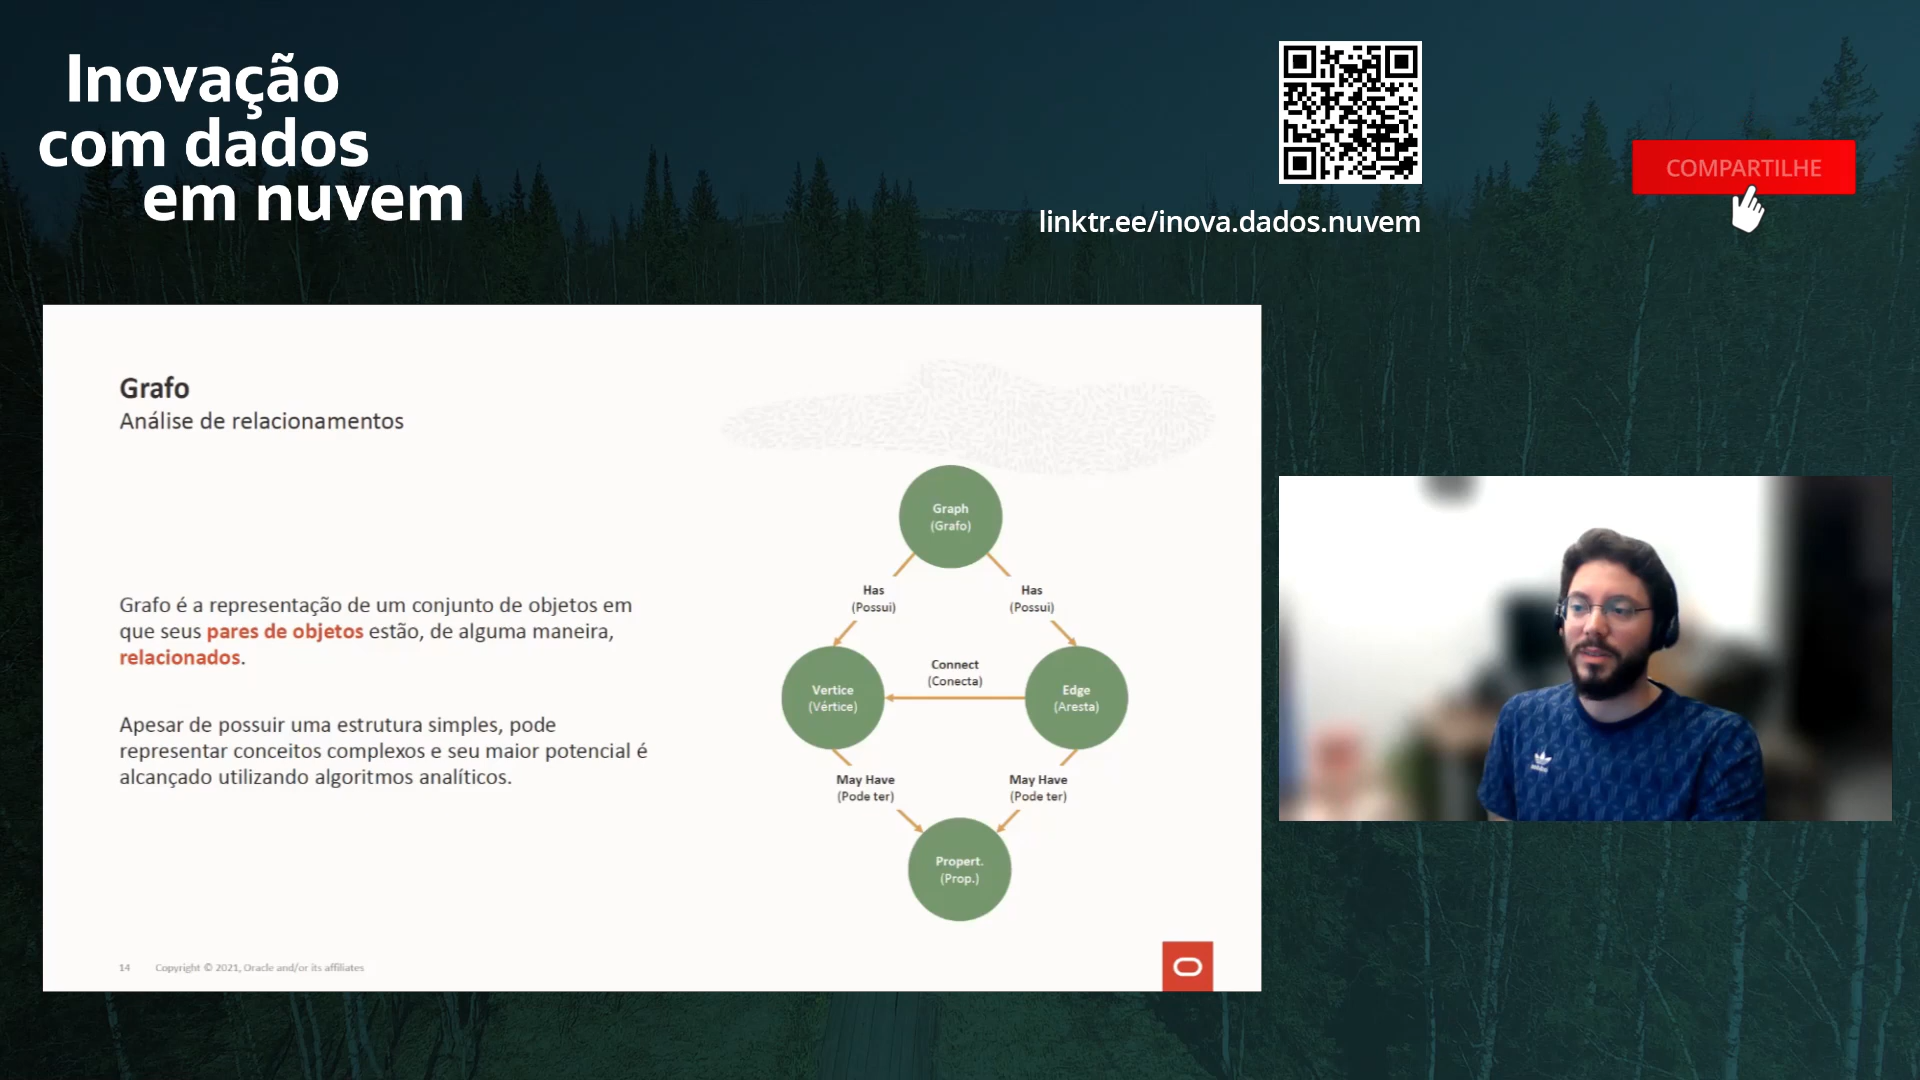 Inovação
com dados
em nuvem
linktr.ee/inova.dados.nuvem
COMPARTILHE
Grafo
Análise de relacionamentos
Grafo é a representação de um conjunto de objetos em
que seus pares de objetos estão, de alguma maneira,
relacionados.
Apesar de possuir uma estrutura simples, pode
representar conceitos complexos e seu maior potencial é
alcançado utilizando algoritmos analíticos.
Graph
(Grafo)
Has
(Possui)
Has
(Possui)
Connect
(Conecta)
Vertice
(Vértice)
Edge
(Aresta)
May Have
(Pode ter)
May Have
(Pode ter)
Propert.
(Prop.)
14 Copyright © 2021, Oracle and/or its affiliates
adidas